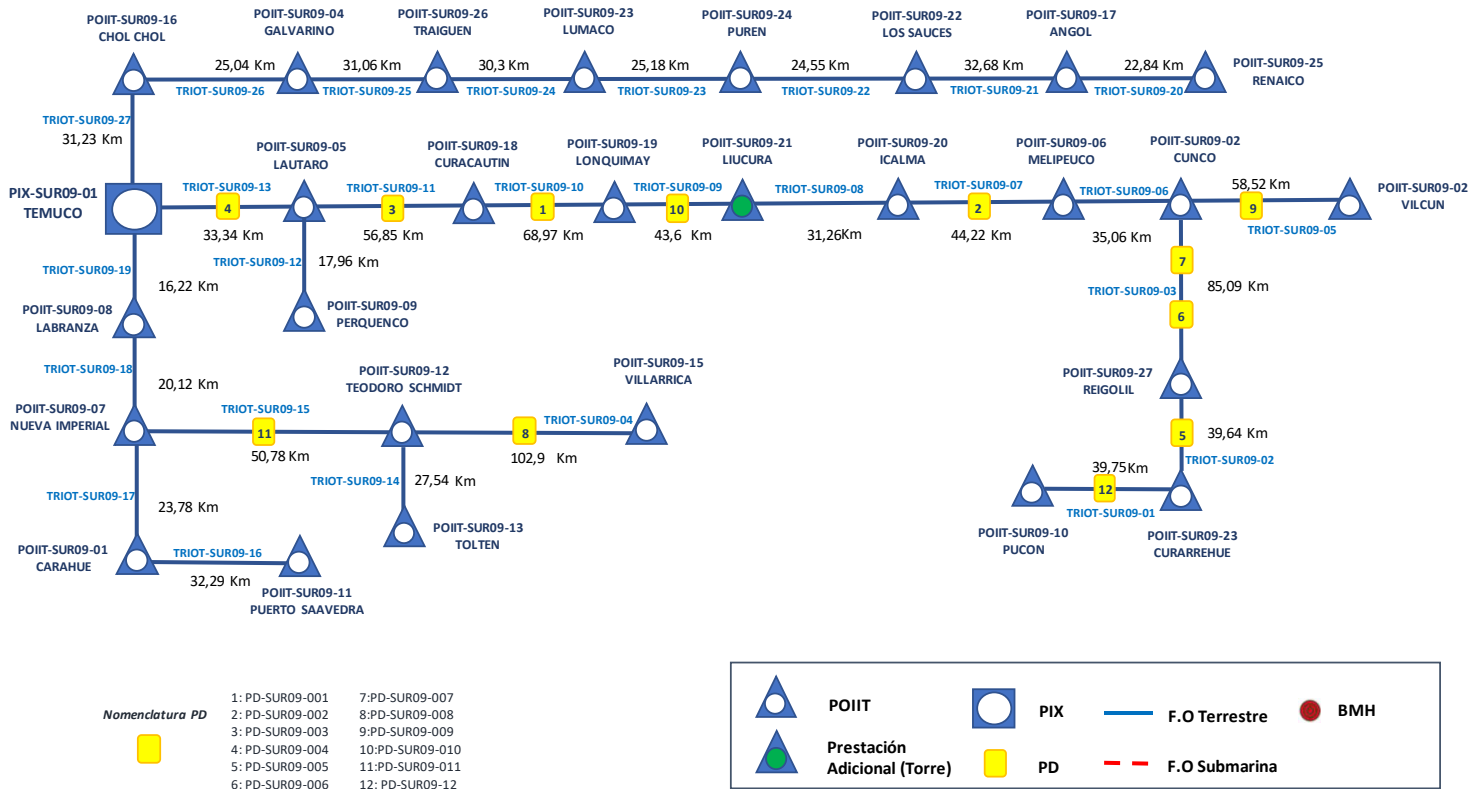 POIIT-SUR09-16
CHOL CHOL
POIIT-SUR09-04
GALVARINO
POIIT-SUR09-26
TRAIGUEN
POIIT-SUR09-23
LUMACO
POIIT-SUR09-24
PUREN
POIIT-SUR09-22
LOS SAUCES
POIIT-SUR09-17
ANGOL
POIIT-SUR09-25
RENAICO
25,04 Km
31,06 Km
30,3 Km
25,18 Km
24,55 Km
32,68 Km
22,84 Km
TRIOT-SUR09-26
TRIOT-SUR09-25
TRIOT-SUR09-24
TRIOT-SUR09-23
TRIOT-SUR09-22
TRIOT-SUR09-21
TRIOT-SUR09-20
TRIOT-SUR09-27
31,23 Km
PIX-SUR09-01
TEMUCO
POIIT-SUR09-05
LAUTARO
POIIT-SUR09-18
CURACAUTIN
POIIT-SUR09-19
LONQUIMAY
POIIT-SUR09-21
LIUCURA
POIIT-SUR09-20
ICALMA
POIIT-SUR09-06
MELIPEUCO
POIIT-SUR09-02
CUNCO
POIIT-SUR09-02
VILCUN
TRIOT-SUR09-13
TRIOT-SUR09-11
TRIOT-SUR09-10
TRIOT-SUR09-09
TRIOT-SUR09-08
TRIOT-SUR09-07
TRIOT-SUR09-06
58,52 Km
4
3
1
10
2
9
33,34 Km
56,85 Km
68,97 Km
43,6 Km
31,26Km
44,22 Km
35,06 Km
TRIOT-SUR09-05
TRIOT-SUR09-12
17,96 Km
POIIT-SUR09-09
PERQUENCO
7
TRIOT-SUR09-03
85,09 Km
6
POIIT-SUR09-27
REIGOLIL
5
39,64 Km
TRIOT-SUR09-02
39,75Km
12
TRIOT-SUR09-01
POIIT-SUR09-10
PUCON
POIIT-SUR09-23
CURARREHUE
TRIOT-SUR09-19
16,22 Km
POIIT-SUR09-08
LABRANZA
TRIOT-SUR09-18
20,12 Km
POIIT-SUR09-07
NUEVA IMPERIAL
TRIOT-SUR09-15
11
50,78 Km
POIIT-SUR09-12
TEODORO SCHMIDT
TRIOT-SUR09-04
8
102,9 Km
POIIT-SUR09-15
VILLARRICA
TRIOT-SUR09-14
27,54 Km
POIIT-SUR09-13
TOLTEN
TRIOT-SUR09-17
23,78 Km
POIIT-SUR09-01
CARAHUE
TRIOT-SUR09-16
32,29 Km
POIIT-SUR09-11
PUERTO SAAVEDRA
Nomenclatura PD
1: PD-SUR09-001
2: PD-SUR09-002
3: PD-SUR09-003
4: PD-SUR09-004
5: PD-SUR09-005
6: PD-SUR09-006
7:PD-SUR09-007
8:PD-SUR09-008
9:PD-SUR09-009
10:PD-SUR09-010
11:PD-SUR09-011
12: PD-SUR09-12
POIIT
PIX
F.O Terrestre
BMH
Prestación
Adicional (Torre)
PD
F.O Submarina